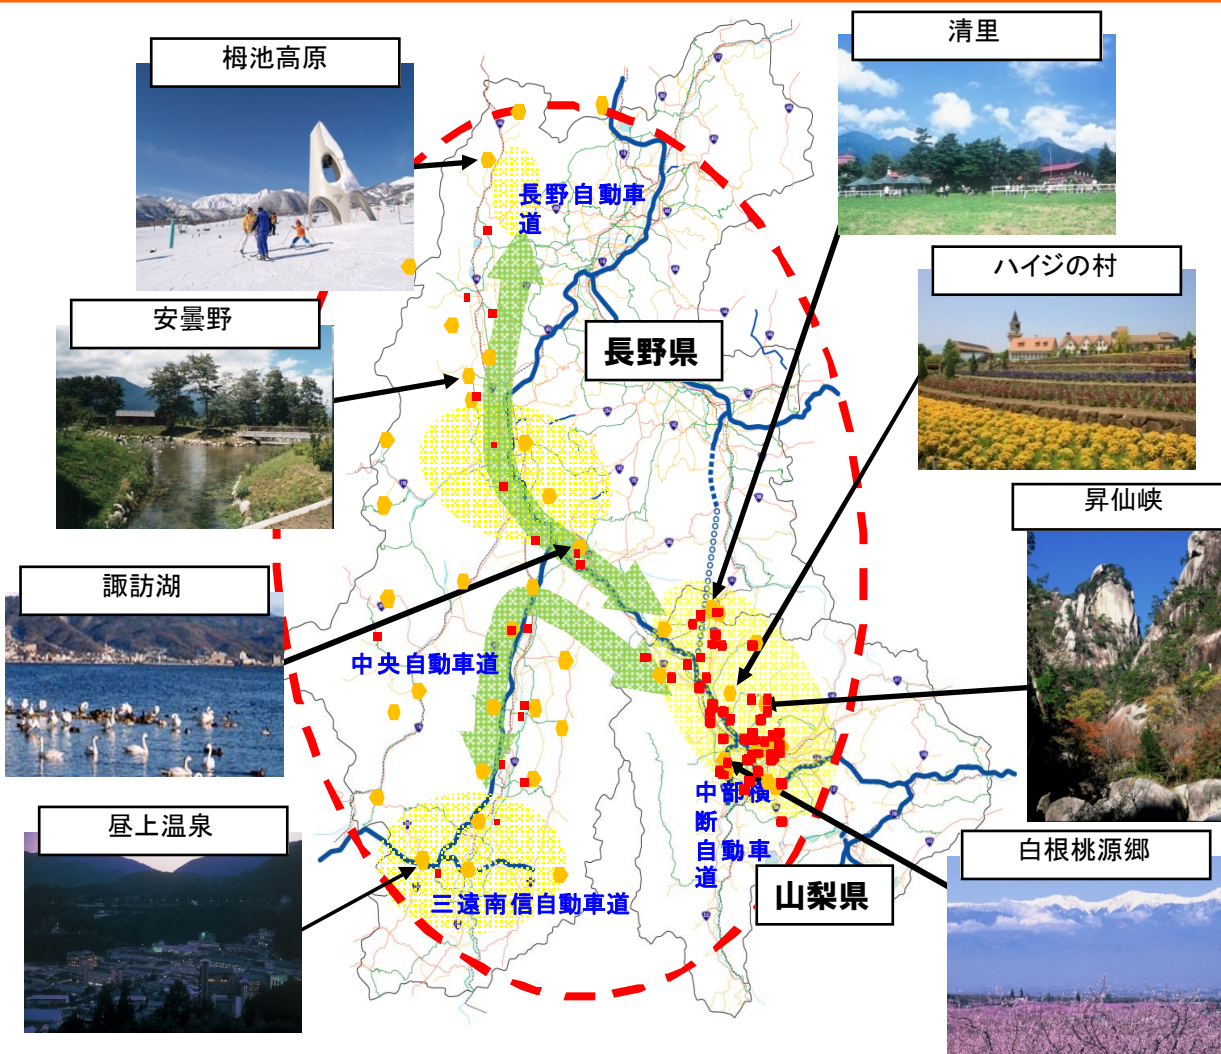 栂池高原
清里
長野自動車
道
ハイジの村
安曇野
長野県
昇仙峡
諏訪湖
中央自動車道
中部横
断
自動車
道
昼上温泉
白根桃源郷
山梨県
三遠南信自動車道